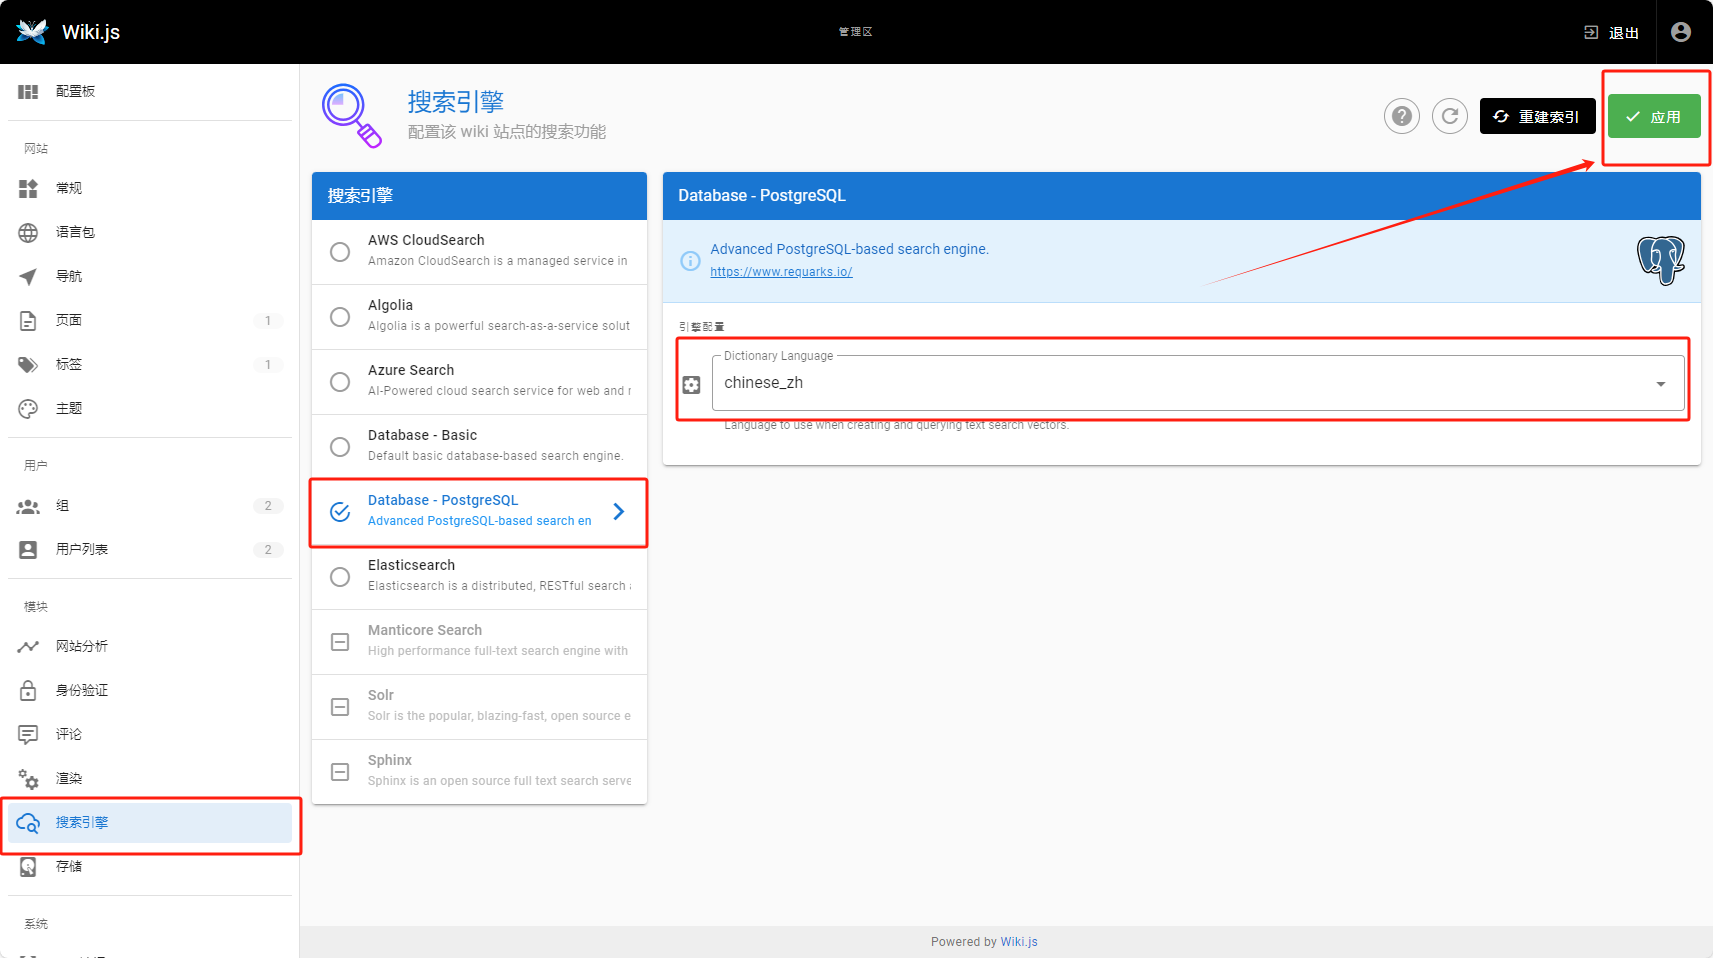 Wiki.js
管理区
退出
配置板
网站
常规
语言包
导航
页面 1
标签 1
主题
用户
组 2
用户列表 2
模块
网站分析
身份验证
评论
渲染
搜索引擎
存储
系统
搜索引擎
配置该 wiki 站点的搜索功能
重建索引
应用
搜索引擎
AWS CloudSearch
Amazon CloudSearch is a managed service in
Algolia
Algolia is a powerful search-as-a-service solut
Azure Search
AI-Powered cloud search service for web and
Database - Basic
Default basic database-based search engine.
Database - PostgreSQL
Advanced PostgreSQL-based search en
Elasticsearch
Elasticsearch is a distributed, RESTful search
Manticore Search
High performance full-text search engine with
Solr
Solr is the popular, blazing-fast, open source e
Sphinx
Sphinx is an open source full text search serve
Database - PostgreSQL
Advanced PostgreSQL-based search engine.
https://www.requarks.io/
引擎配置
Dictionary Language
chinese_zh
Language to use when creating and querying text search vectors.
Powered by Wiki.js